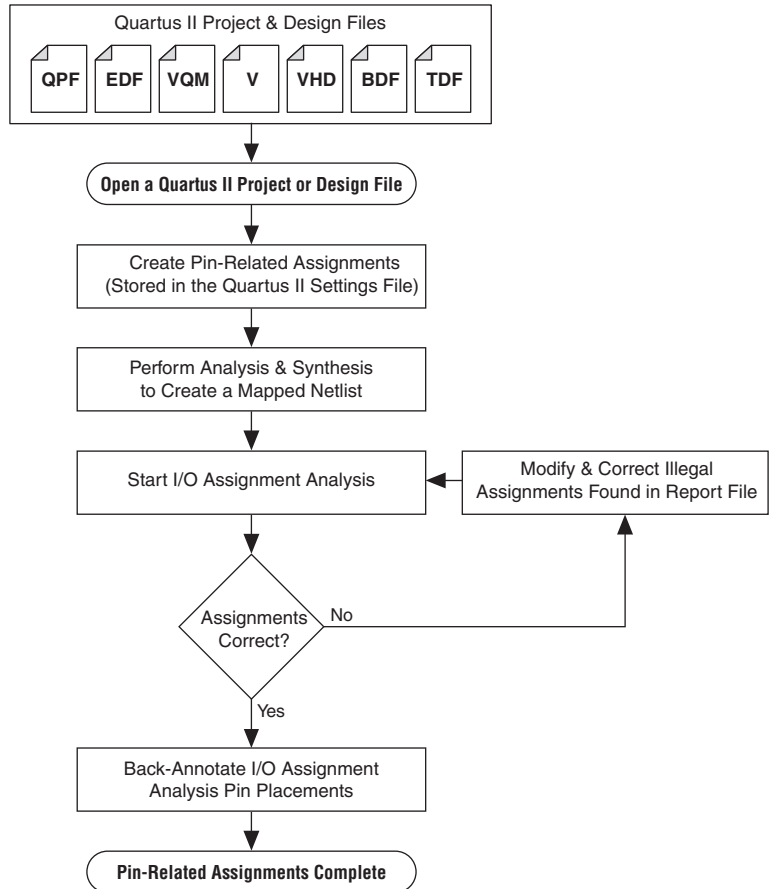 Quartus II Project & Design Files
QPF EDF VQM V VHD BDF TDF
Open a Quartus II Project or Design File
Create Pin-Related Assignments
(Stored in the Quartus II Settings File)
Perform Analysis & Synthesis
to Create a Mapped Netlist
Start I/O Assignment Analysis
Modify & Correct Illegal
Assignments Found in Report File
Assignments
Correct?
No
Yes
Back-Annotate I/O Assignment
Analysis Pin Placements
Pin-Related Assignments Complete